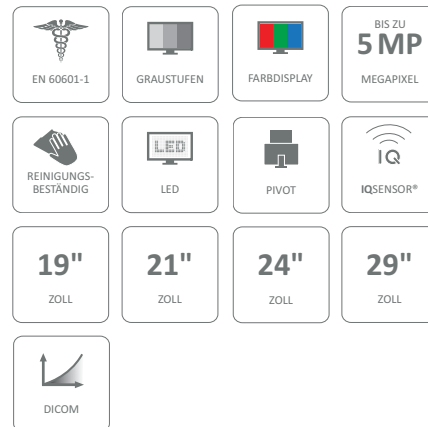 EN 60601-1
GRAUSTUFEN
FARBDISPLAY
BIS ZU
5 MP
MEGAPIXEL
REINIGUNGS-
BESTÄNDIG
LED
LED
PIVOT
IQ
IQSENSOR®
19"
ZOLL
21"
ZOLL
24"
ZOLL
29"
ZOLL
DICOM